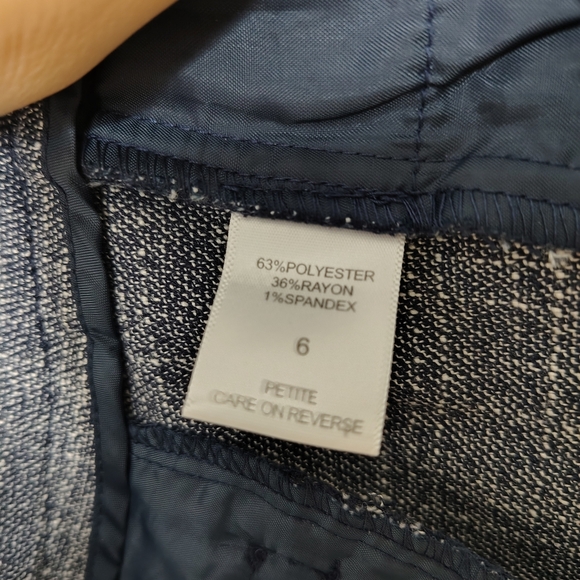 63%POLYESTER
36%RAYON
1%SPANDEX
6
PETITE
CARE ON REVERSE